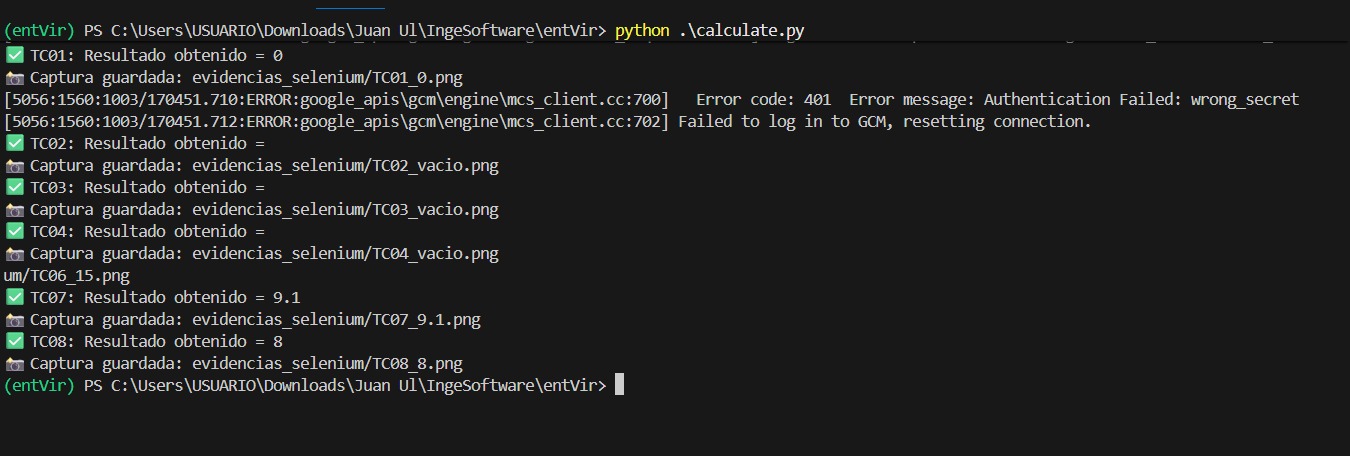 (entVir) PS C:\Users\USUARIO\Downloads\Juan Ul\IngeSoftware\entVir> python .\calculate.py
✅ TC01: Resultado obtenido = 0
📸 Captura guardada: evidencias_selenium/TC01_0.png
[5056:1560:1003/170451.710:ERROR:google_apis\gcm\engine\mcs_client.cc:700]   Error code: 401  Error message: Authentication Failed: wrong_secret
[5056:1560:1003/170451.712:ERROR:google_apis\gcm\engine\mcs_client.cc:702] Failed to log in to GCM, resetting connection.
✅ TC02: Resultado obtenido =
📸 Captura guardada: evidencias_selenium/TC02_vacio.png
✅ TC03: Resultado obtenido =
📸 Captura guardada: evidencias_selenium/TC03_vacio.png
✅ TC04: Resultado obtenido =
📸 Captura guardada: evidencias_selenium/TC04_vacio.png
um/TC06_15.png
✅ TC07: Resultado obtenido = 9.1
📸 Captura guardada: evidencias_selenium/TC07_9.1.png
✅ TC08: Resultado obtenido = 8
📸 Captura guardada: evidencias_selenium/TC08_8.png
(entVir) PS C:\Users\USUARIO\Downloads\Juan Ul\IngeSoftware\entVir>